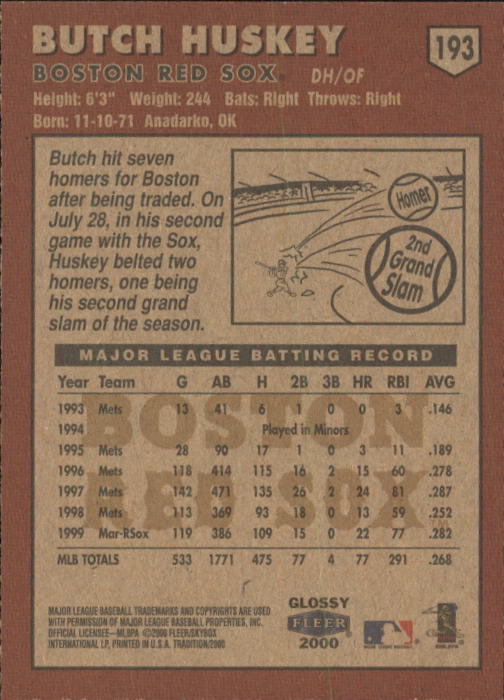 BUTCH HUSKEY
193
BOSTON RED SOX DH/OF
Height: 6'3" Weight: 244 Bats: Right Throws: Right
Born: 11-10-71 Anadarko, OK
Butch hit seven
homers for Boston
after being traded. On
July 28, in his second
game with the Sox,
Huskey belted two
homers, one being
his second grand
slam of the season.
Homer
2nd
Grand
Slam
MAJOR LEAGUE BATTING RECORD
Year Team G AB H 2B 3B HR RBI AVG
1993 Mets 13 41 6 1 0 0 3 .146
1994 Played in Minors
1995 Mets 28 90 17 1 0 3 11 .189
1996 Mets 118 414 115 16 2 15 60 .278
1997 Mets 142 471 135 26 2 24 81 .287
1998 Mets 113 369 93 18 0 13 59 .252
1999 Mar-RSox 119 386 109 15 0 22 77 .282
MLB TOTALS 533 1771 475 77 4 77 291 .268
BOSTON
RED SOX
TM
MAJOR LEAGUE BASEBALL TRADEMARKS AND COPYRIGHTS ARE USED
WITH PERMISSION OF MAJOR LEAGUE BASEBALL PROPERTIES, INC.
OFFICIAL LICENSEE—MLBPA ©2000 FLEER/SKYBOX
INTERNATIONAL LP, PRINTED IN U.S.A. TRADITION/2000
GLOSSY
FLEER
2000